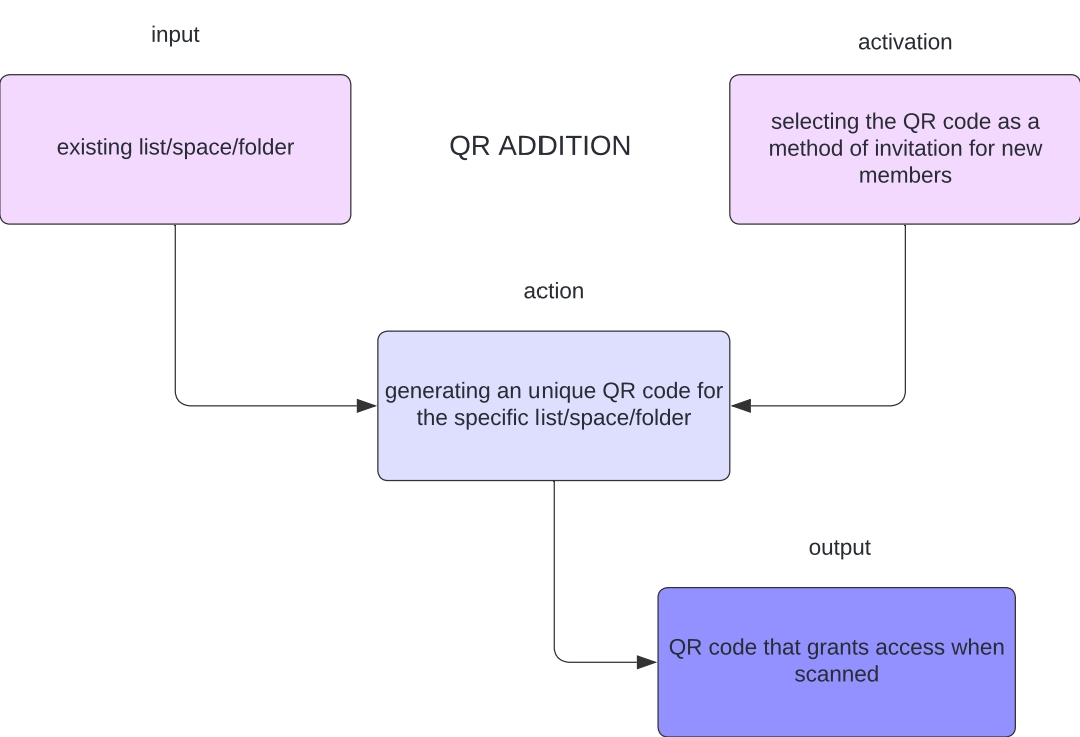 input
activation
existing list/space/folder
QR ADDITION
selecting the QR code as a
method of invitation for new
members
action
generating an unique QR code for
the specific list/space/folder
output
QR code that grants access when
scanned